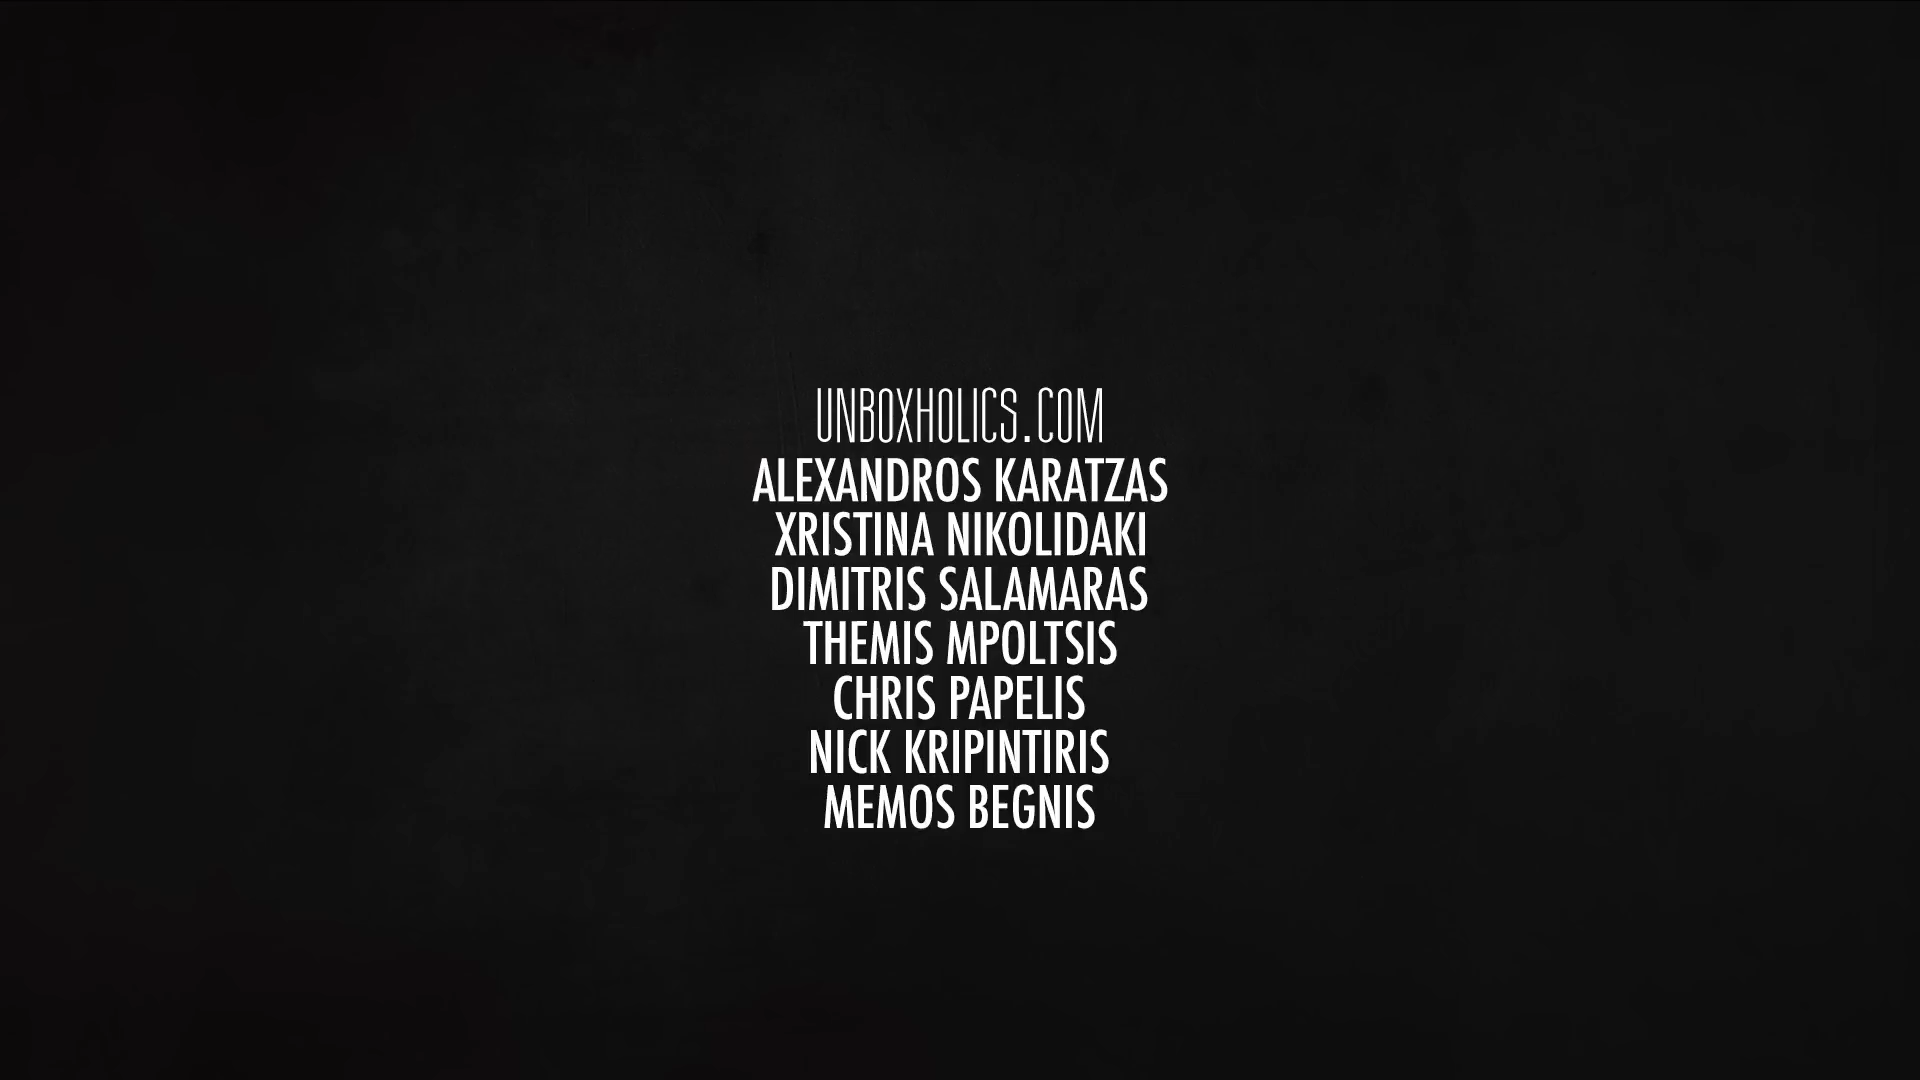 UNBOXHOLICS.COM
ALEXANDROS KARATZAS
XRISTINA NIKOLIDAKI
DIMITRIS SALAMARAS
THEMIS MPOLTSIS
CHRIS PAPELIS
NICK KRIPINTIRIS
MEMOS BEGNIS